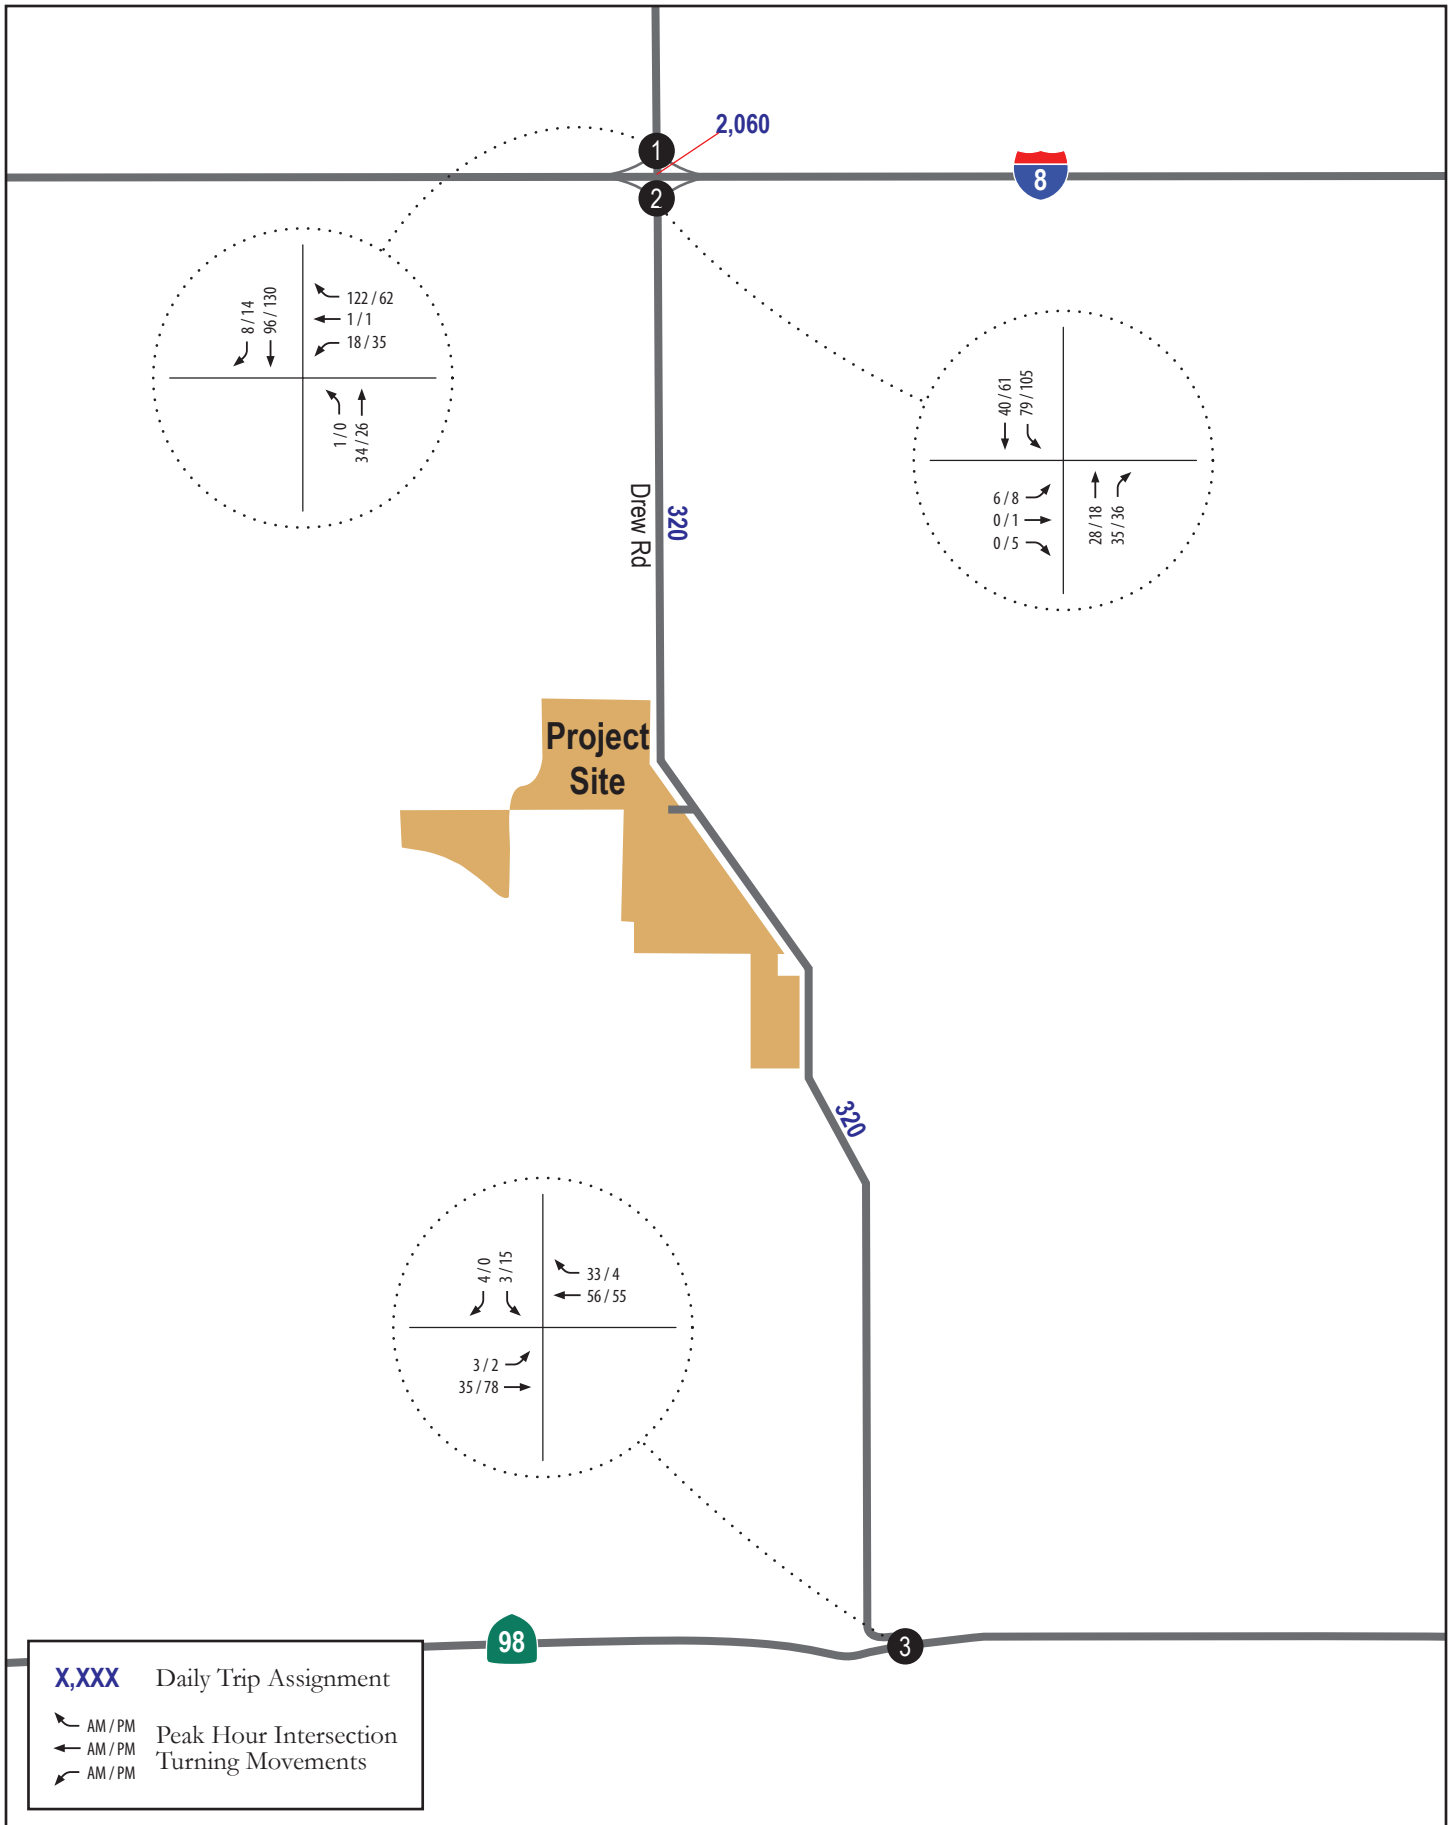 1
2,060
8
2
8 / 14
96 / 130
122 / 62
1 / 1
18 / 35
1 / 0
34 / 26
40 / 61
79 / 105
6 / 8
0 / 1
0 / 5
28 / 18
35 / 36
Drew Rd
320
Project
Site
320
4 / 0
3 / 15
33 / 4
56 / 55
3 / 2
35 / 78
98
3
X,XXX Daily Trip Assignment
AM / PM
AM / PM
AM / PM
Peak Hour Intersection
Turning Movements